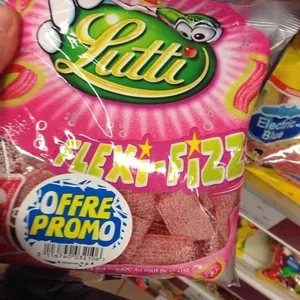 Lutti
FLEXi-FiZZ
OFFRE
PROMO
Electric
Blue